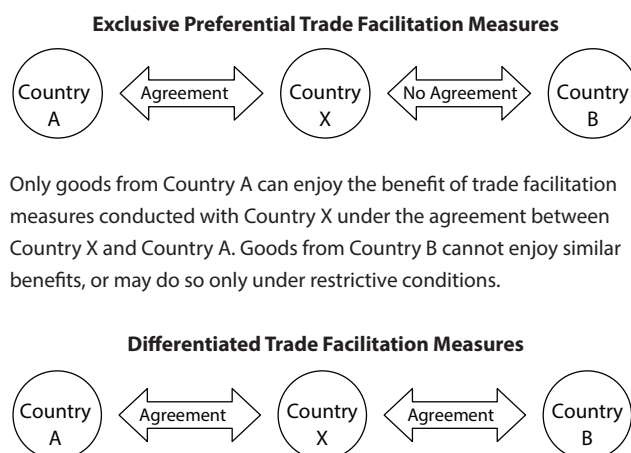 Exclusive Preferential Trade Facilitation Measures
Country A
Agreement
Country X
No Agreement
Country B
Only goods from Country A can enjoy the benefit of trade facilitation
measures conducted with Country X under the agreement between
Country X and Country A. Goods from Country B cannot enjoy similar
benefits, or may do so only under restrictive conditions.
Differentiated Trade Facilitation Measures
Country A
Agreement
Country X
Agreement
Country B